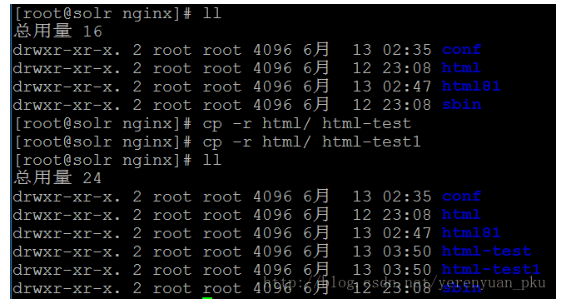 [root@solr nginx]# ll
总用量 16
drwxr-xr-x. 2 root root 4096 6月  13 02:35 conf
drwxr-xr-x. 2 root root 4096 6月  12 23:08 html
drwxr-xr-x. 2 root root 4096 6月  13 02:47 html81
drwxr-xr-x. 2 root root 4096 6月  12 23:08 sbin
[root@solr nginx]# cp -r html/ html-test
[root@solr nginx]# cp -r html/ html-test1
[root@solr nginx]# ll
总用量 24
drwxr-xr-x. 2 root root 4096 6月  13 02:35 conf
drwxr-xr-x. 2 root root 4096 6月  12 23:08 html
drwxr-xr-x. 2 root root 4096 6月  13 02:47 html81
drwxr-xr-x. 2 root root 4096 6月  13 03:50 html-test
drwxr-xr-x. 2 root root 4096 6月  13 03:50 html-test1
drwxr-xr-x. 2 root root 4096 6月  12 23:08 sbin
http://blog.csdn.net/yerenyuan_pku